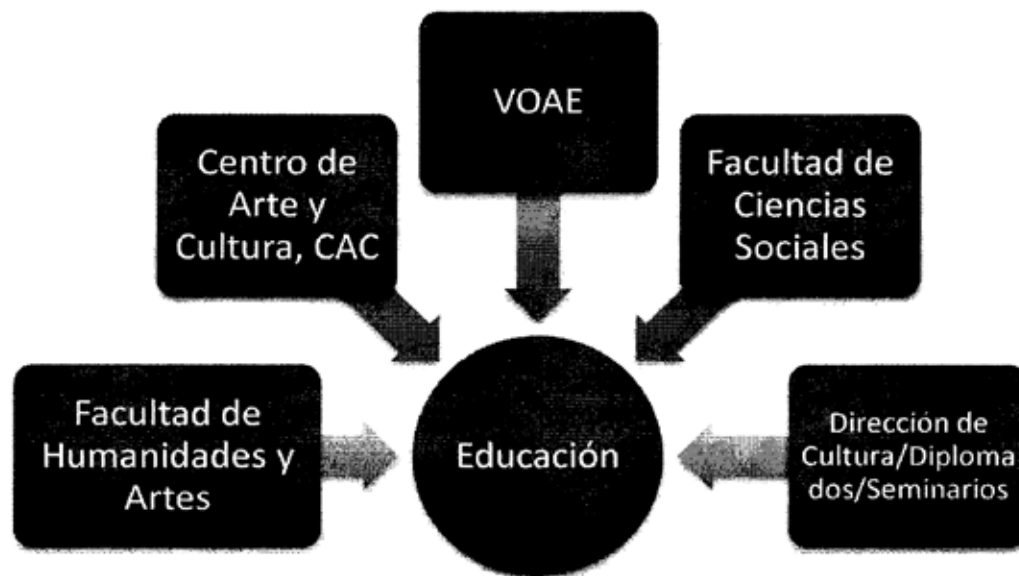 VOAE
Centro de
Arte y
Cultura, CAC
Facultad de
Ciencias
Sociales
Facultad de
Humanidades y
Artes
Educación
Dirección de
Cultura/Diploma
dos/Seminarios